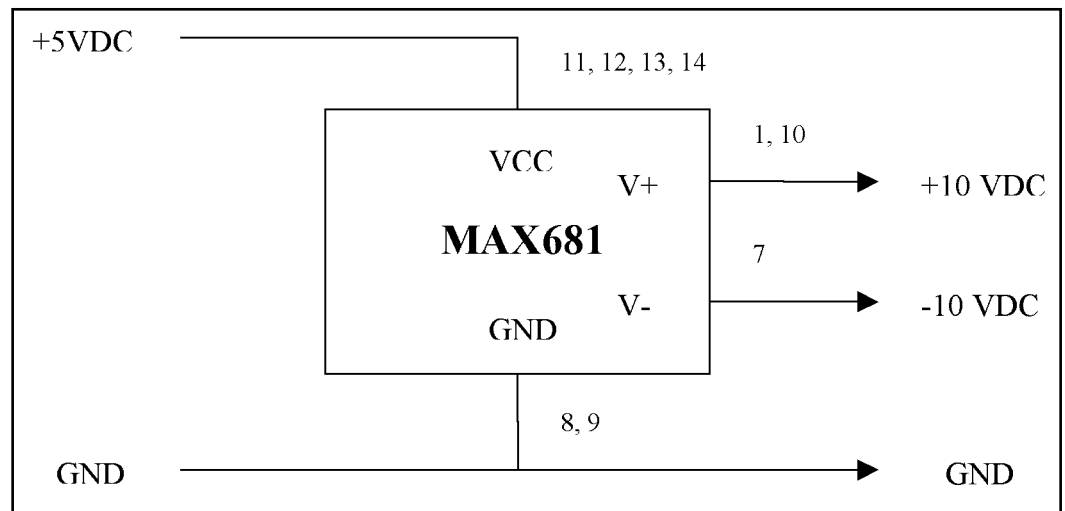 +5VDC
11, 12, 13, 14
1, 10
VCC
V+
+10 VDC
MAX681
7
V-
-10 VDC
GND
8, 9
GND
GND